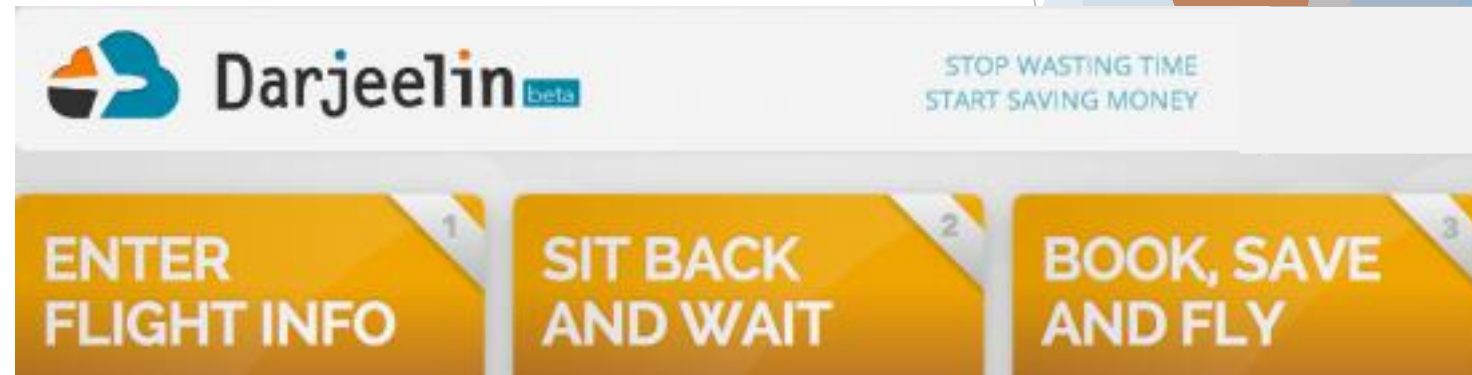 Darjeelin beta
STOP WASTING TIME
START SAVING MONEY
1
ENTER
FLIGHT INFO
2
SIT BACK
AND WAIT
3
BOOK, SAVE
AND FLY